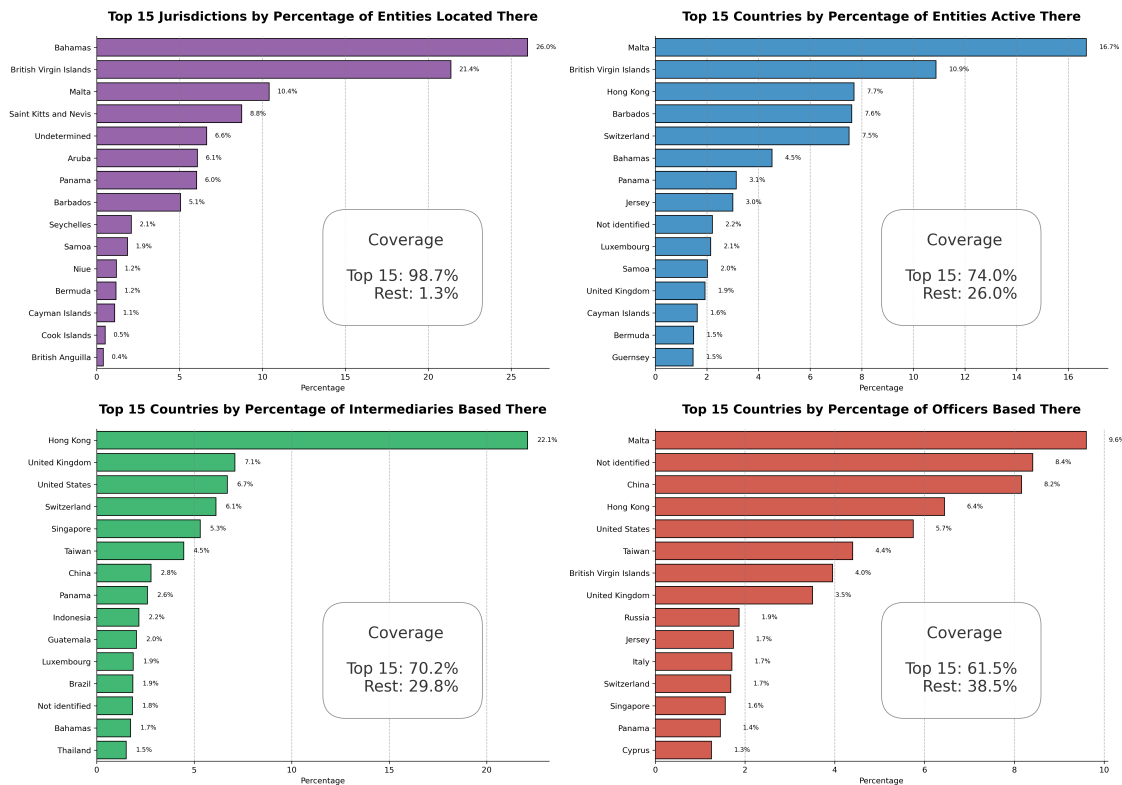 Top 15 Jurisdictions by Percentage of Entities Located There
Bahamas 26.0%
British Virgin Islands 21.4%
Malta 10.4%
Saint Kitts and Nevis 8.8%
Undetermined 6.6%
Aruba 6.1%
Panama 6.0%
Barbados 5.1%
Seychelles 2.1%
Samoa 1.9%
Niue 1.2%
Bermuda 1.2%
Cayman Islands 1.1%
Cook Islands 0.5%
British Anguilla 0.4%
Coverage
Top 15: 98.7%
Rest: 1.3%
0 5 10 15 20 25
Percentage
Top 15 Countries by Percentage of Entities Active There
Malta 16.7%
British Virgin Islands 10.9%
Hong Kong 7.7%
Barbados 7.6%
Switzerland 7.5%
Bahamas 4.5%
Panama 3.1%
Jersey 3.0%
Not identified 2.2%
Luxembourg 2.1%
Samoa 2.0%
United Kingdom 1.9%
Cayman Islands 1.6%
Bermuda 1.5%
Guernsey 1.5%
Coverage
Top 15: 74.0%
Rest: 26.0%
0 2 4 6 8 10 12 14 16
Percentage
Top 15 Countries by Percentage of Intermediaries Based There
Hong Kong 22.1%
United Kingdom 7.1%
United States 6.7%
Switzerland 6.1%
Singapore 5.3%
Taiwan 4.5%
China 2.8%
Panama 2.6%
Indonesia 2.2%
Guatemala 2.0%
Luxembourg 1.9%
Brazil 1.9%
Not identified 1.8%
Bahamas 1.7%
Thailand 1.5%
Coverage
Top 15: 70.2%
Rest: 29.8%
0 5 10 15 20
Percentage
Top 15 Countries by Percentage of Officers Based There
Malta 9.6%
Not identified 8.4%
China 8.2%
Hong Kong 6.4%
United States 5.7%
Taiwan 4.4%
British Virgin Islands 4.0%
United Kingdom 3.5%
Russia 1.9%
Jersey 1.7%
Italy 1.7%
Switzerland 1.7%
Singapore 1.6%
Panama 1.4%
Cyprus 1.3%
Coverage
Top 15: 61.5%
Rest: 38.5%
0 2 4 6 8 10
Percentage